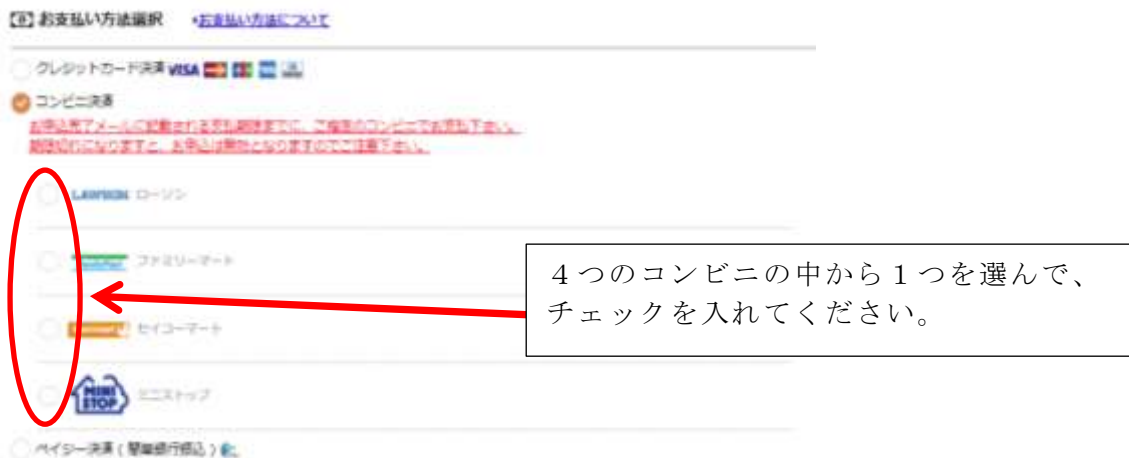 お支払い方法選択 ・お支払い方法について
クレジットカード決済 VISA
コンビニ決済
お申込完了メールに記載される支払期限までに、ご指定のコンビニでお支払下さい。
期限切れになりますと、お申込は無効となりますのでご注意下さい。
LAWSON ローソン
ファミリーマート
セイコーマート
MINI STOP ミニストップ
4つのコンビニの中から1つを選んで、
チェックを入れてください。
ペイジー決済(簡単銀行振込)